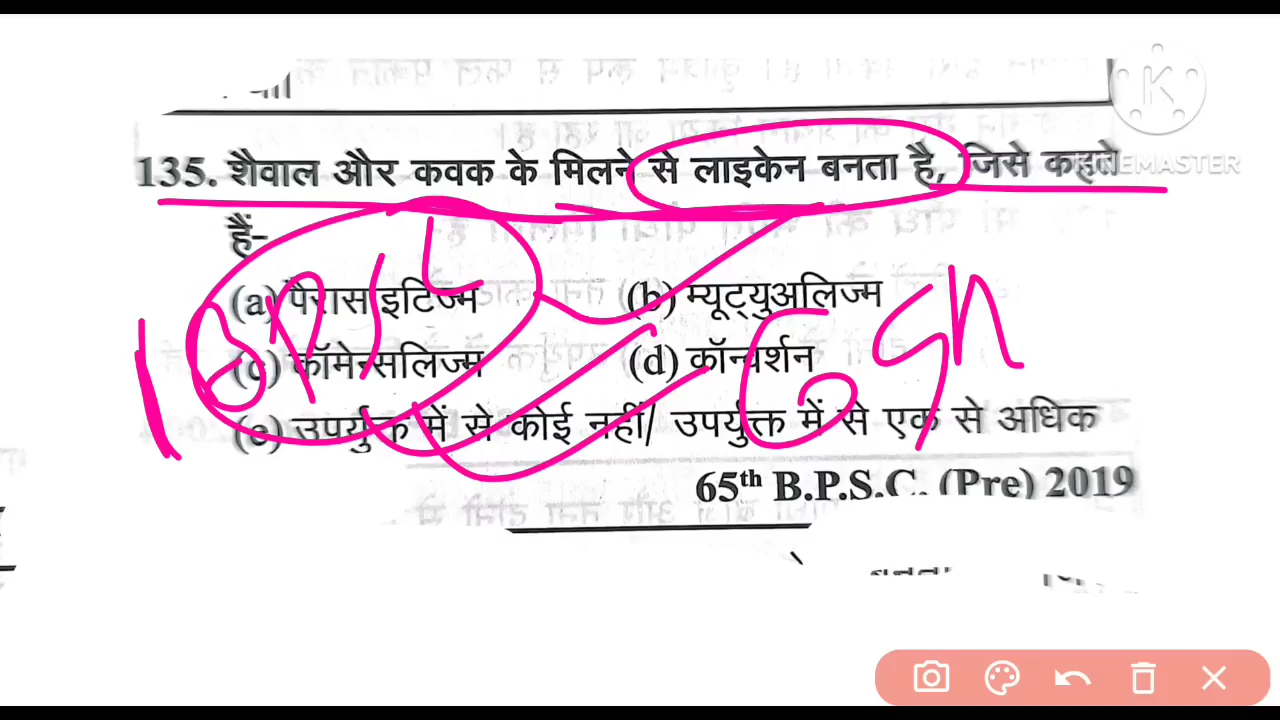 135. शैवाल और कवक के मिलने से लाइकेन बनता है, जिसे कहते
हैं-
(a) पैरासाइटिज्म (b) म्यूट्युअलिज्म
(c) कॉमेन्सलिज्म (d) कॉन्वर्शन
(e) उपर्युक्त में से कोई नहीं/ उपर्युक्त में से एक से अधिक
65th B.P.S.C. (Pre) 2019
KINEMASTER